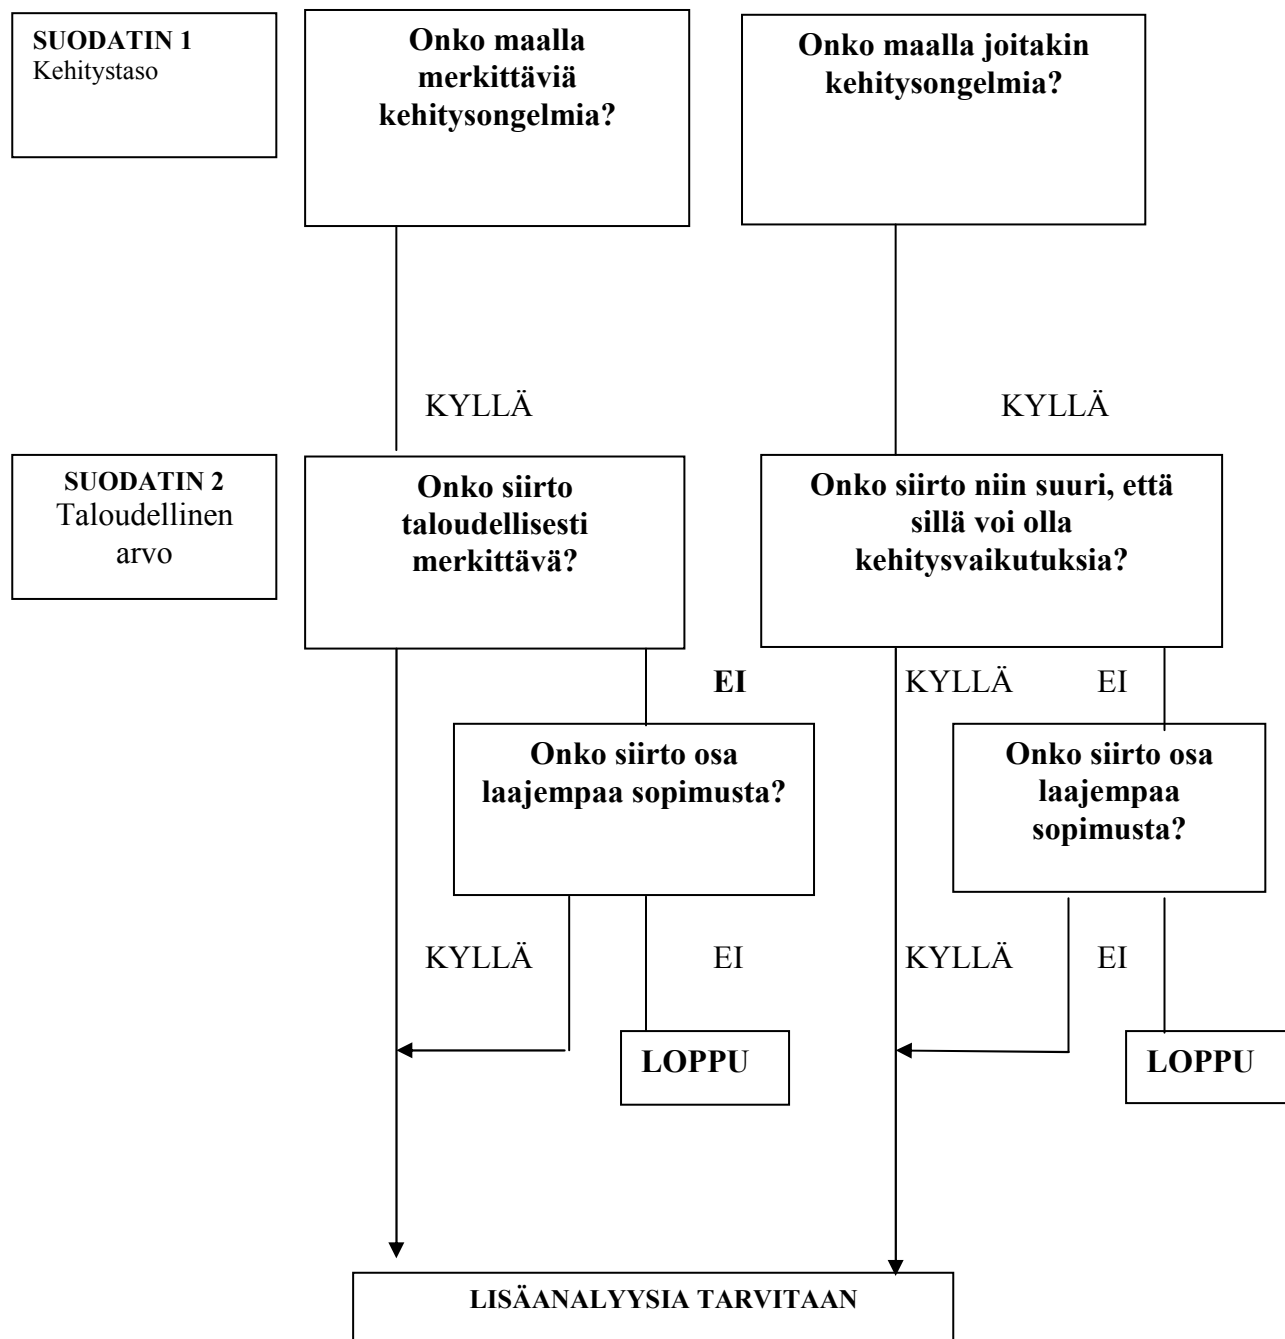 SUODATIN 1
Kehitystaso
Onko maalla
merkittäviä
kehitysongelmia?
Onko maalla joitakin
kehitysongelmia?
KYLLÄ
KYLLÄ
SUODATIN 2
Taloudellinen
arvo
Onko siirto
taloudellisesti
merkittävä?
Onko siirto niin suuri, että
sillä voi olla
kehitysvaikutuksia?
EI
KYLLÄ
EI
Onko siirto osa
laajempaa sopimusta?
Onko siirto osa
laajempaa
sopimusta?
KYLLÄ
EI
KYLLÄ
EI
LOPPU
LOPPU
LISÄANALYYSIA TARVITAAN